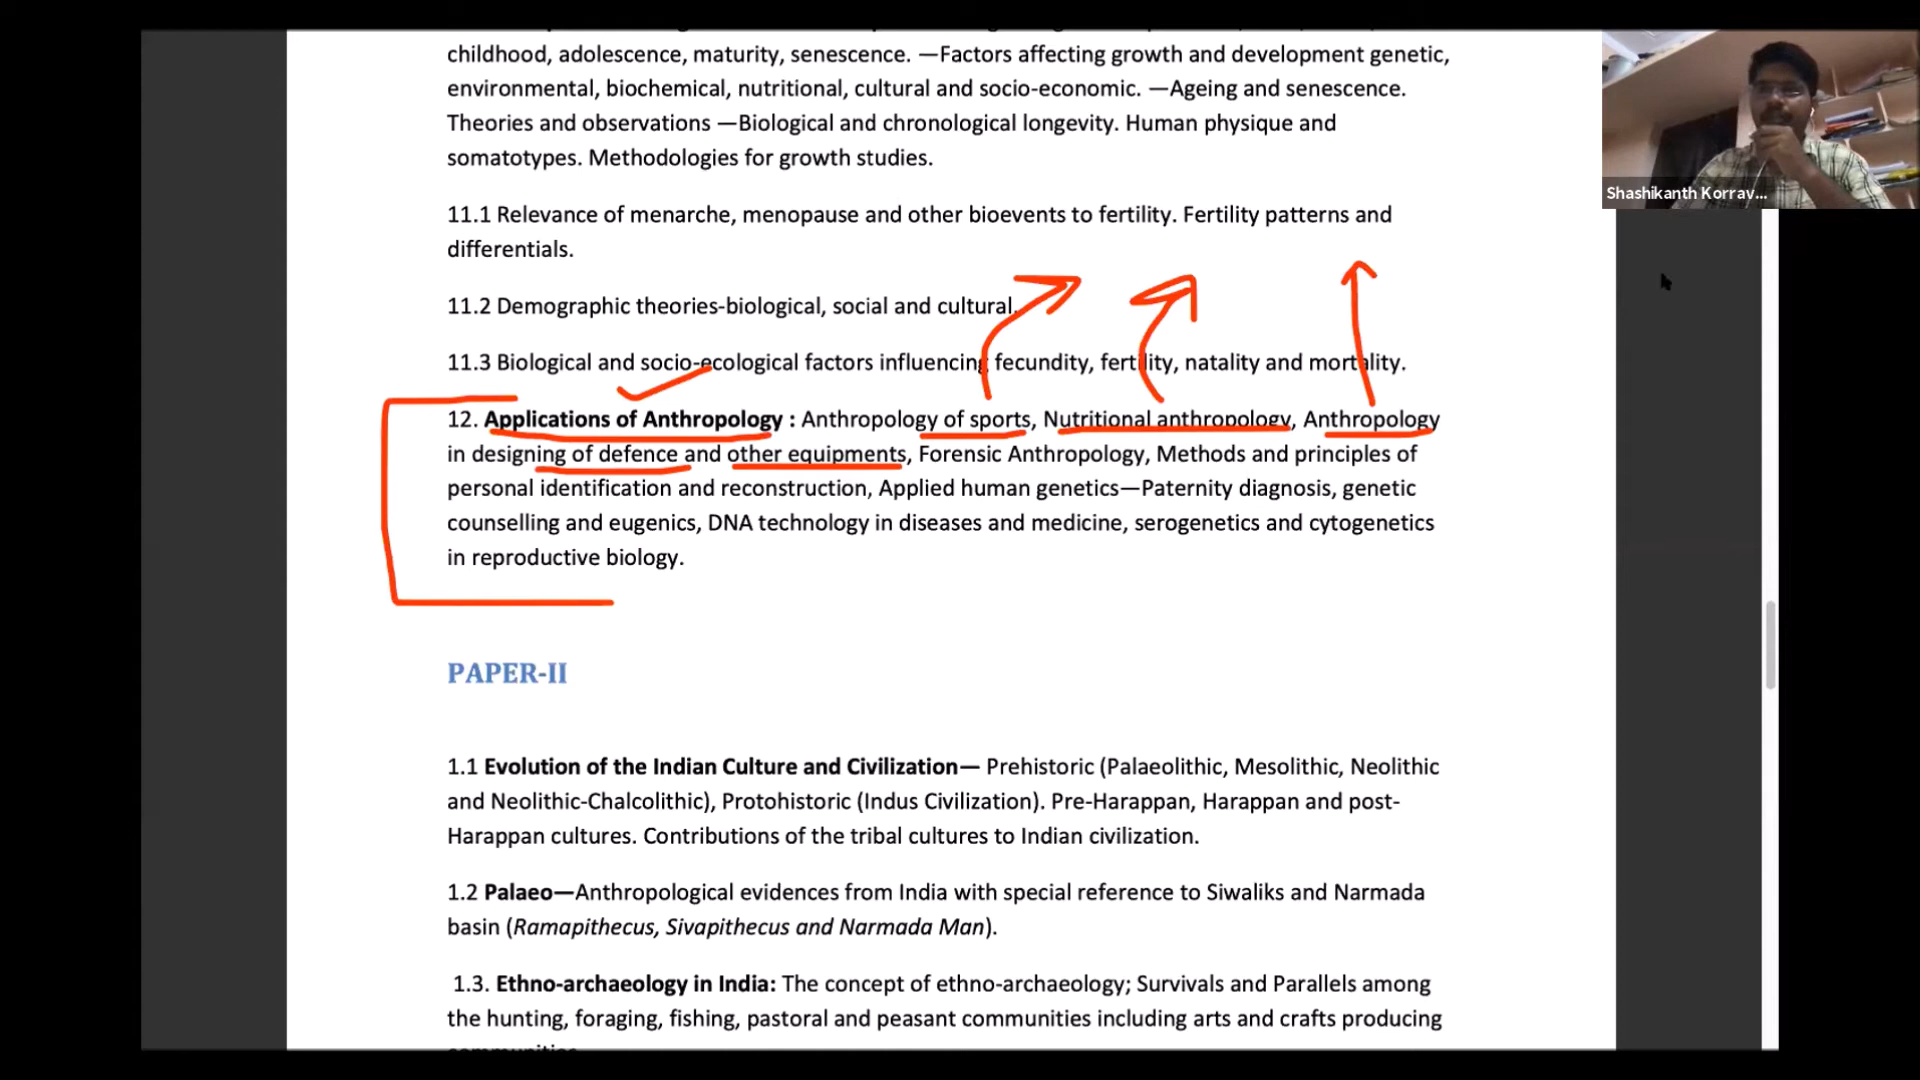 childhood, adolescence, maturity, senescence. —Factors affecting growth and development genetic,
environmental, biochemical, nutritional, cultural and socio-economic. —Ageing and senescence.
Theories and observations —Biological and chronological longevity. Human physique and
somatotypes. Methodologies for growth studies.
Shashikanth Korrav...
11.1 Relevance of menarche, menopause and other bioevents to fertility. Fertility patterns and
differentials.
11.2 Demographic theories-biological, social and cultural.
11.3 Biological and socio-ecological factors influencing fecundity, fertility, natality and mortality.
12. Applications of Anthropology : Anthropology of sports, Nutritional anthropology, Anthropology
in designing of defence and other equipments, Forensic Anthropology, Methods and principles of
personal identification and reconstruction, Applied human genetics—Paternity diagnosis, genetic
counselling and eugenics, DNA technology in diseases and medicine, serogenetics and cytogenetics
in reproductive biology.
PAPER-II
1.1 Evolution of the Indian Culture and Civilization— Prehistoric (Palaeolithic, Mesolithic, Neolithic
and Neolithic-Chalcolithic), Protohistoric (Indus Civilization). Pre-Harappan, Harappan and post-
Harappan cultures. Contributions of the tribal cultures to Indian civilization.
1.2 Palaeo—Anthropological evidences from India with special reference to Siwaliks and Narmada
basin (Ramapithecus, Sivapithecus and Narmada Man).
1.3. Ethno-archaeology in India: The concept of ethno-archaeology; Survivals and Parallels among
the hunting, foraging, fishing, pastoral and peasant communities including arts and crafts producing